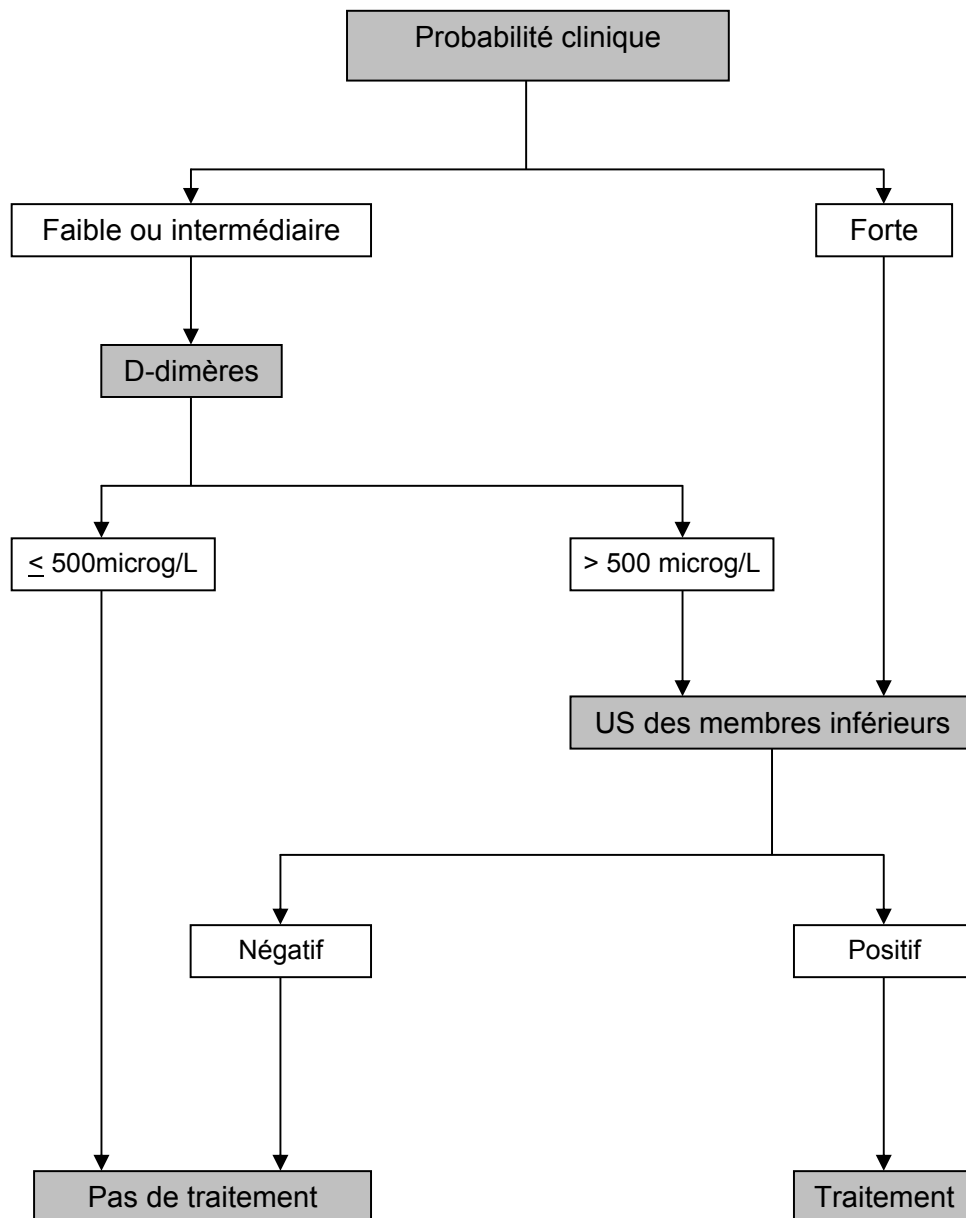 Probabilité clinique
Faible ou intermédiaire
Forte
D-dimères
≤ 500microg/L
> 500 microg/L
US des membres inférieurs
Négatif
Positif
Pas de traitement
Traitement